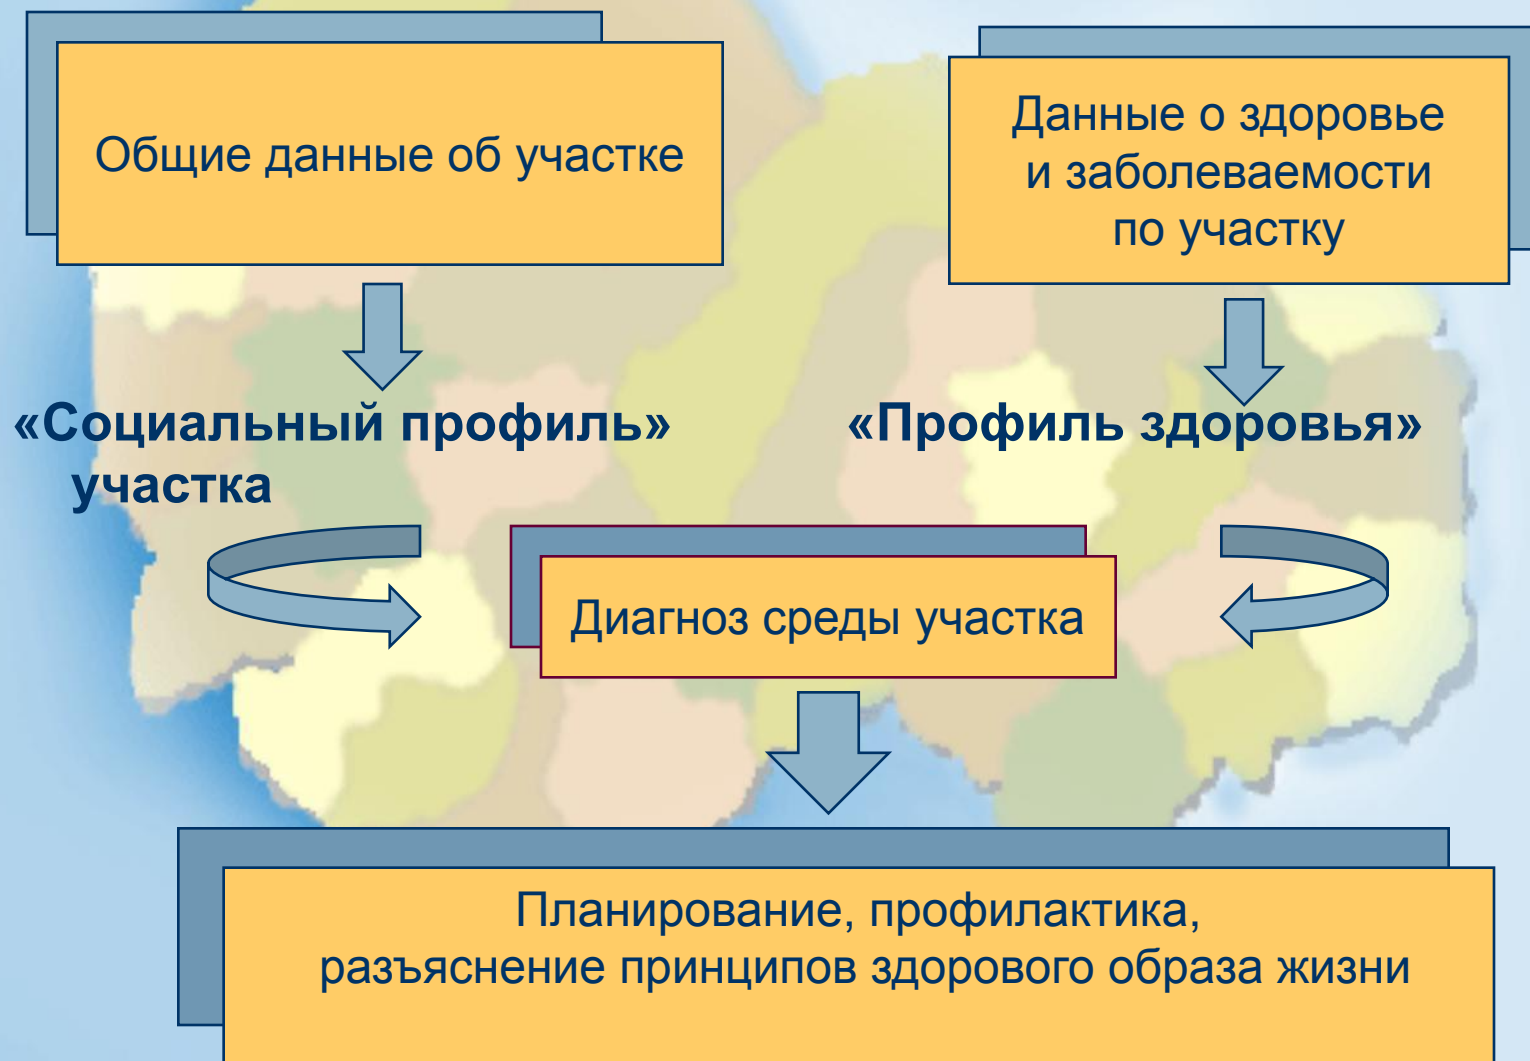 Общие данные об участке
Данные о здоровье
и заболеваемости
по участку
«Социальный профиль»
участка
«Профиль здоровья»
Диагноз среды участка
Планирование, профилактика,
разъяснение принципов здорового образа жизни